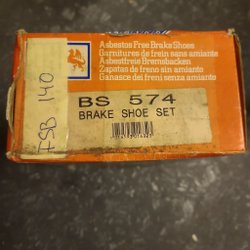 Asbestos Free Brake Shoes
Garnitures de frein sans amiante
Asbestfreie Bremsbacken
Zapatas de freno sin amianto
Ganasce dei freni senza amianto
FSB 140
BS 574
BRAKE SHOE SET